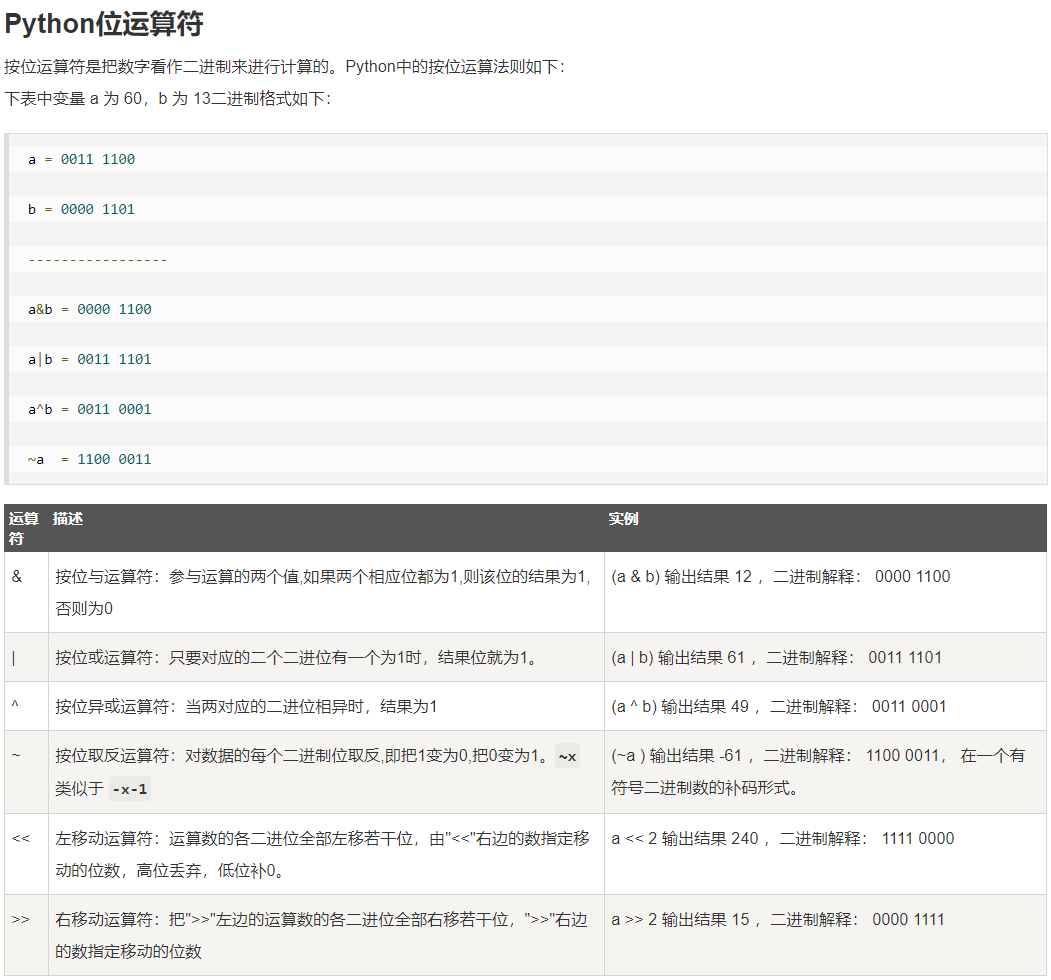 Python位运算符
按位运算符是把数字看作二进制来进行计算的。Python中的按位运算法则如下：
下表中变量 a 为 60，b 为 13二进制格式如下：
a = 0011 1100
b = 0000 1101
-----------------
a&b = 0000 1100
a|b = 0011 1101
a^b = 0011 0001
~a  = 1100 0011
运算 描述 实例
符
& 按位与运算符：参与运算的两个值,如果两个相应位都为1,则该位的结果为1, (a & b) 输出结果 12 ，二进制解释： 0000 1100
否则为0
| 按位或运算符：只要对应的二个二进位有一个为1时，结果位就为1。 (a | b) 输出结果 61 ，二进制解释： 0011 1101
^ 按位异或运算符：当两对应的二进位相异时，结果为1 (a ^ b) 输出结果 49 ，二进制解释： 0011 0001
~ 按位取反运算符：对数据的每个二进制位取反,即把1变为0,把0变为1。~x (~a ) 输出结果 -61 ，二进制解释： 1100 0011， 在一个有
类似于 -x-1 符号二进制数的补码形式。
<< 左移动运算符：运算数的各二进位全部左移若干位，由"<<"右边的数指定移 a << 2 输出结果 240 ，二进制解释： 1111 0000
动的位数，高位丢弃，低位补0。
>> 右移动运算符：把">>"左边的运算数的各二进位全部右移若干位，">>"右边 a >> 2 输出结果 15 ，二进制解释： 0000 1111
的数指定移动的位数